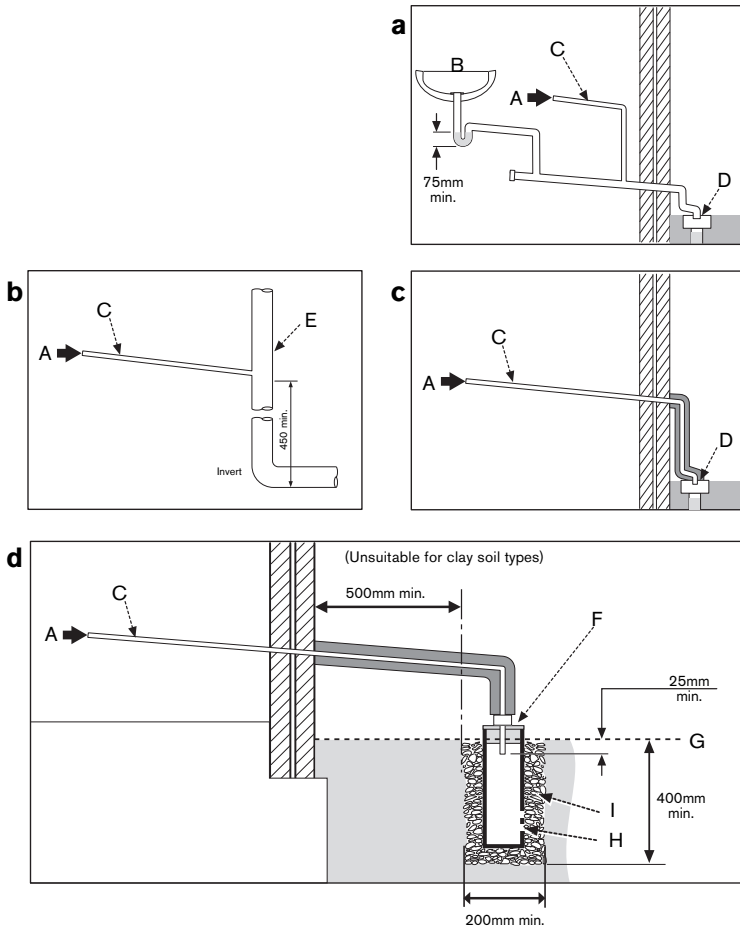 a
B
C
A
75mm
min.
D
b
C
A
E
450 min.
Invert
c
C
A
D
d
(Unsuitable for clay soil types)
500mm min.
C
A
F
25mm
min.
G
I
400mm
min.
H
200mm min.